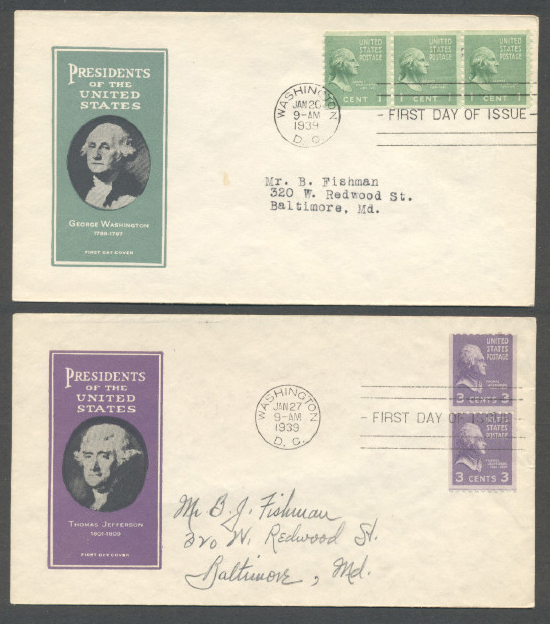 PRESIDENTS
OF THE
UNITED
STATES
GEORGE WASHINGTON
1789-1797
FIRST DAY COVER
UNITED
STATES
POSTAGE
UNITED
STATES
POSTAGE
UNITED
STATES
POSTAGE
CENT 1
1 CENT 1
1 CENT 1
WASHINGTON
JAN 20
9-AM
1939
D. C.
- FIRST DAY OF ISSUE -
Mr. B. Fishman
320 W. Redwood St.
Baltimore, Md.
PRESIDENTS
OF THE
UNITED
STATES
THOMAS JEFFERSON
1801-1809
FIRST DAY COVER
UNITED
STATES
POSTAGE
3 CENTS 3
STATES
POSTAGE
3 CENTS 3
WASHINGTON
JAN 27
9-AM
1939
D. C.
- FIRST DAY OF ISSUE
Mr B. J. Fishman
320 W. Redwood St.
Baltimore, Md.